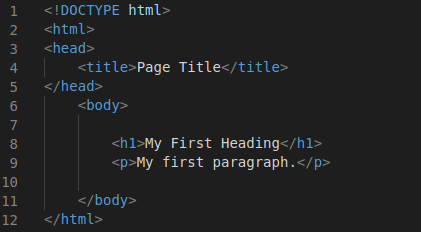 1 <!DOCTYPE html>
2 <html>
3 <head>
4     <title>Page Title</title>
5 </head>
6     <body>
7
8         <h1>My First Heading</h1>
9         <p>My first paragraph.</p>
10
11     </body>
12 </html>